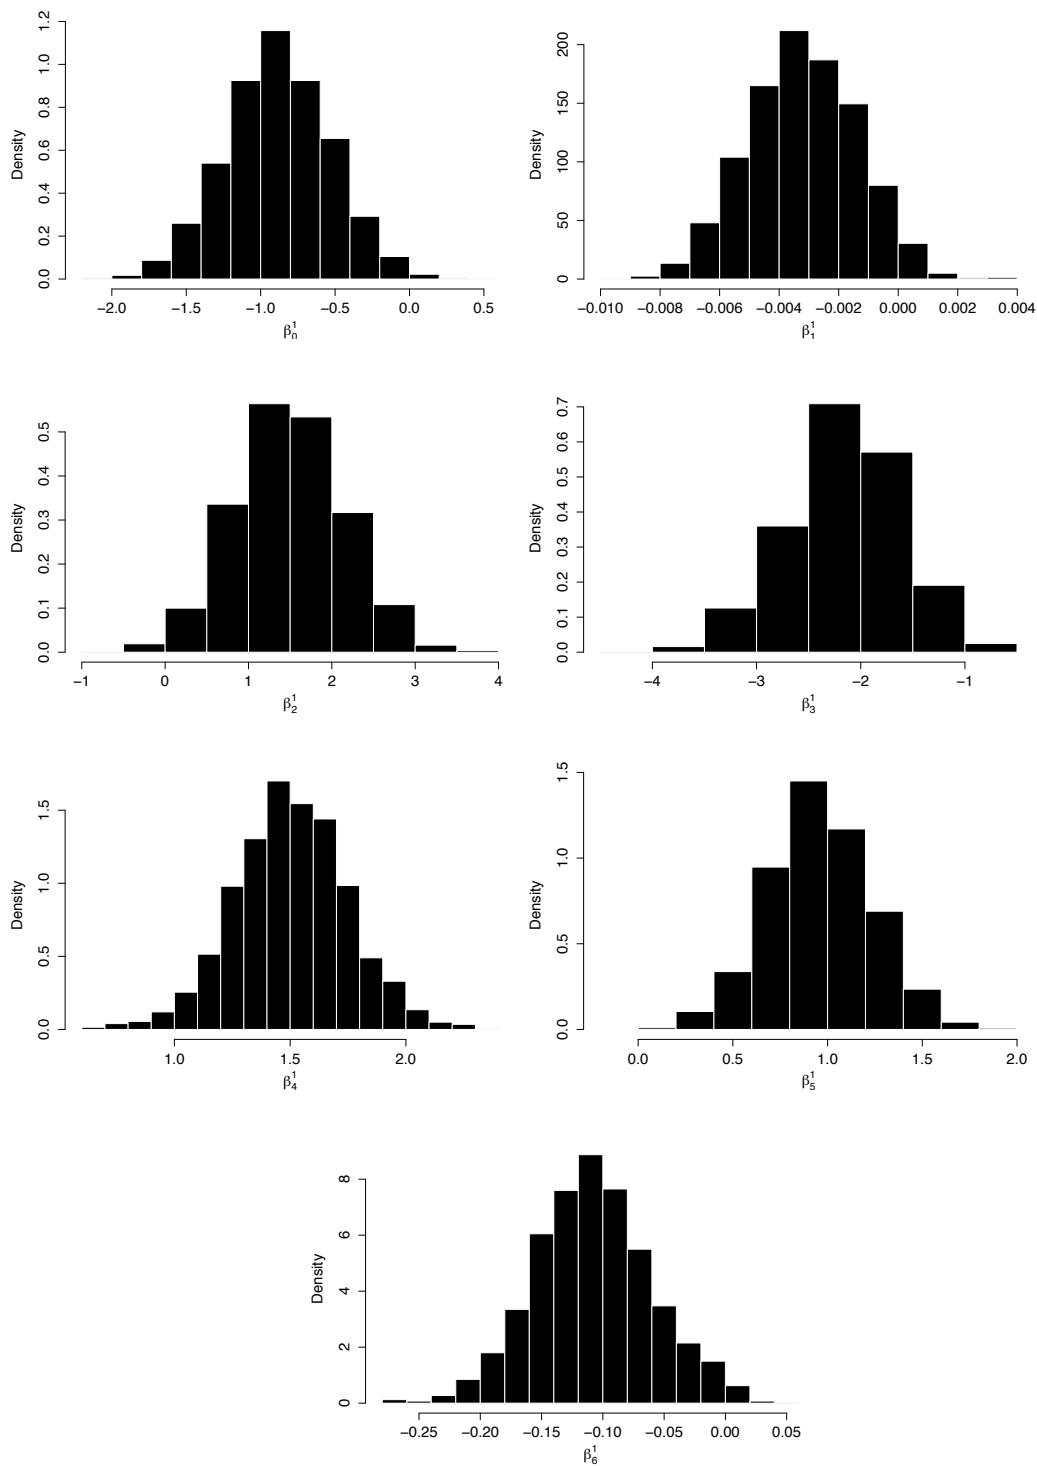 Density
0.0 0.2 0.4 0.6 0.8 1.0 1.2
−2.0 −1.5 −1.0 −0.5 0.0 0.5
β₀¹
Density
0 50 100 150 200
−0.010 −0.008 −0.006 −0.004 −0.002 0.000 0.002 0.004
β₁¹
Density
0.0 0.1 0.2 0.3 0.4 0.5
−1 0 1 2 3 4
β₂¹
Density
0.0 0.1 0.2 0.3 0.4 0.5 0.6 0.7
−4 −3 −2 −1
β₃¹
Density
0.0 0.5 1.0 1.5
1.0 1.5 2.0
β₄¹
Density
0.0 0.5 1.0 1.5
0.0 0.5 1.0 1.5 2.0
β₅¹
Density
0 2 4 6 8
−0.25 −0.20 −0.15 −0.10 −0.05 0.00 0.05
β₆¹